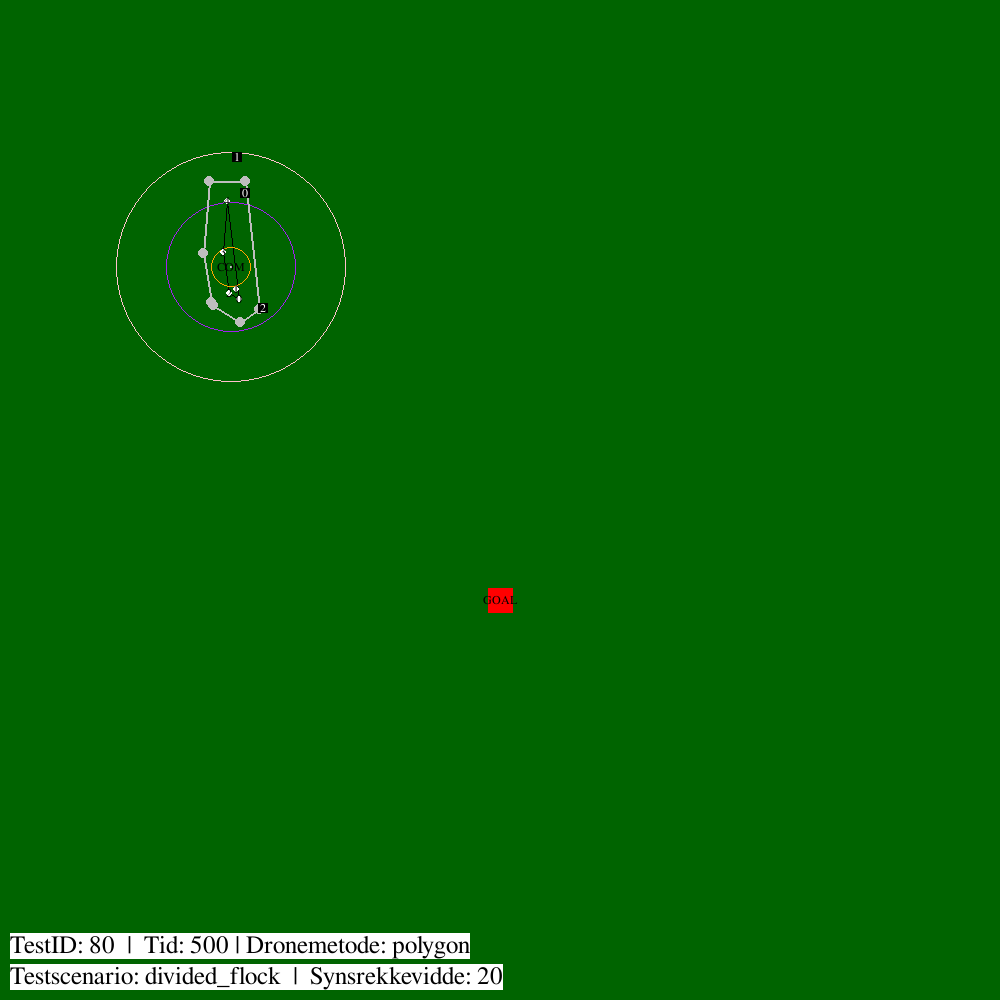 1
0
COM
2
GOAL
TestID: 80 | Tid: 500 | Dronemetode: polygon
Testscenario: divided_flock | Synsrekkevidde: 20